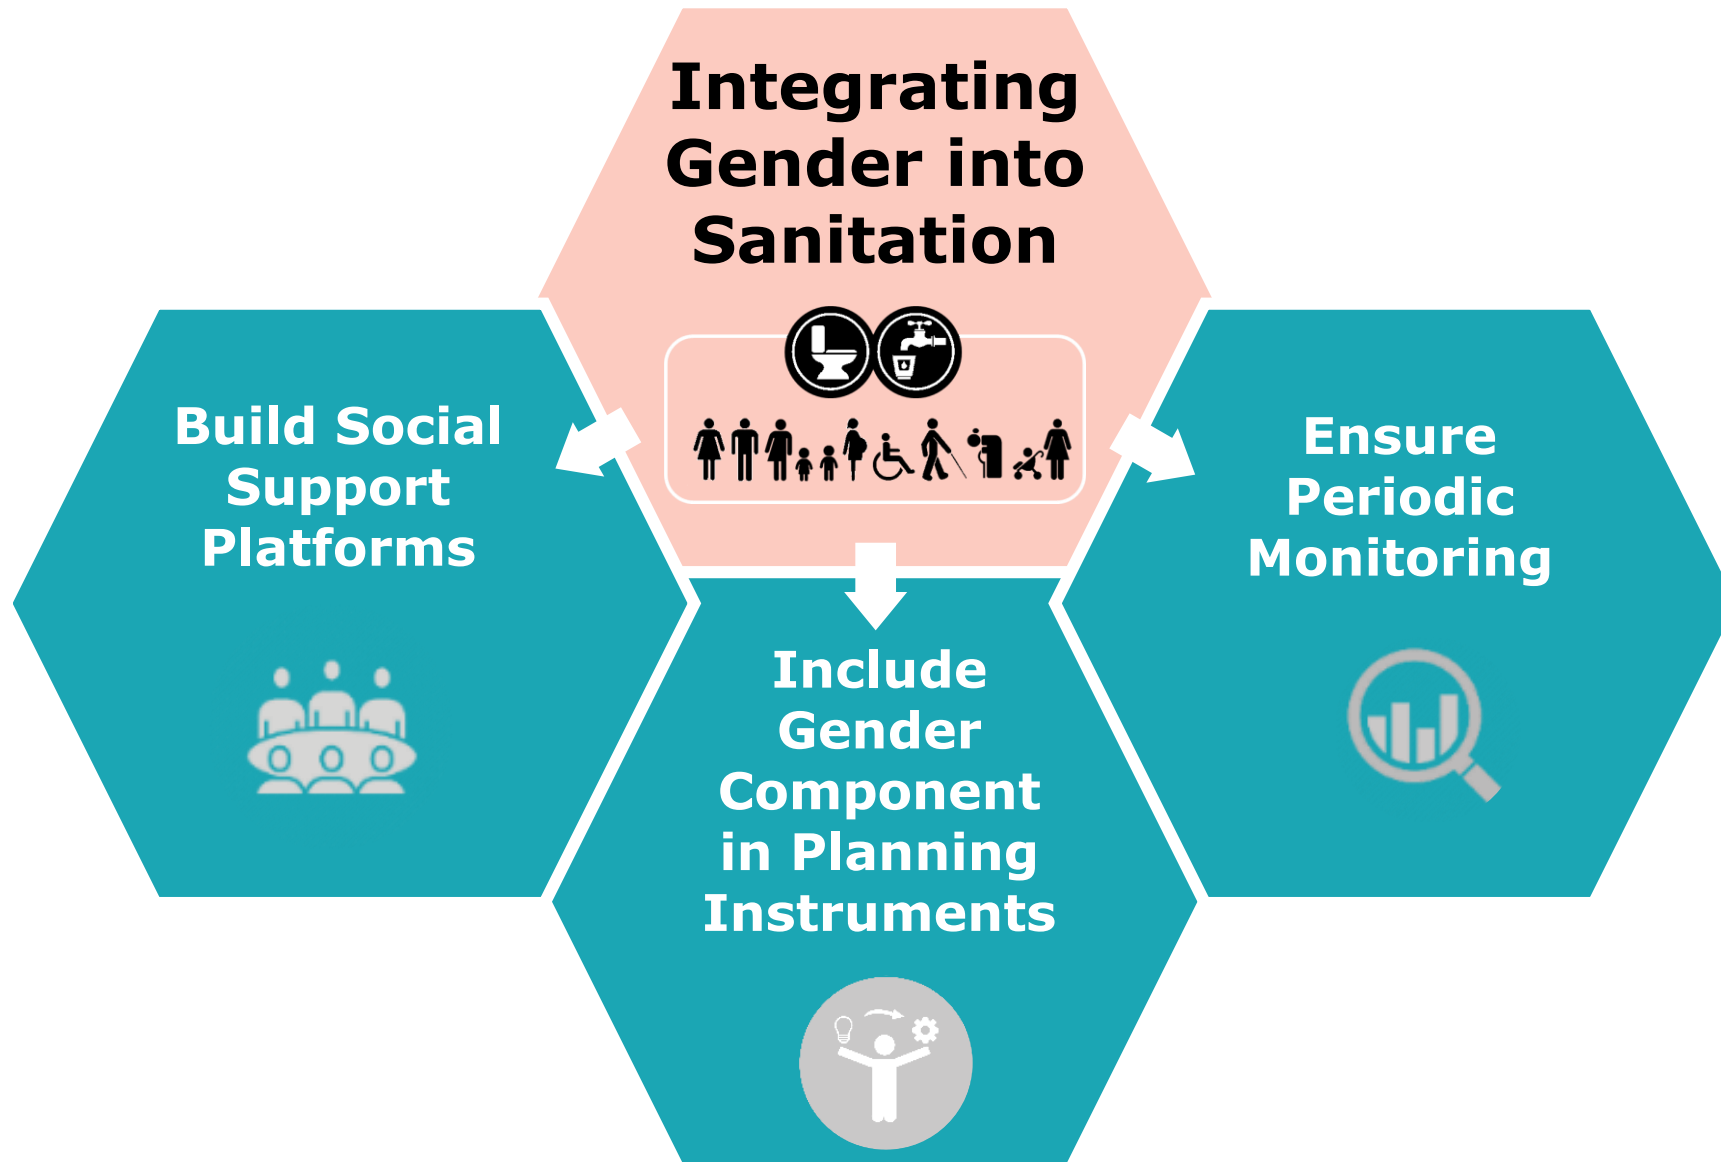 Integrating
Gender into
Sanitation
Build Social
Support
Platforms
Ensure
Periodic
Monitoring
Include
Gender
Component
in Planning
Instruments